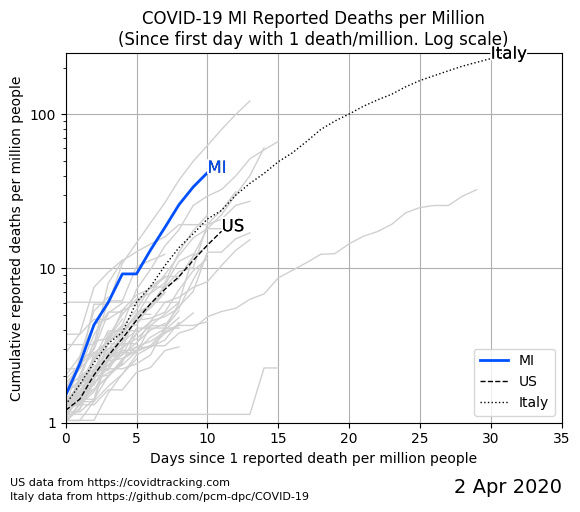 COVID-19 MI Reported Deaths per Million
(Since first day with 1 death/million. Log scale)
Cumulative reported deaths per million people
100
10
1
Italy
MI
US
MI
US
Italy
0 5 10 15 20 25 30 35
Days since 1 reported death per million people
US data from https://covidtracking.com
Italy data from https://github.com/pcm-dpc/COVID-19
2 Apr 2020